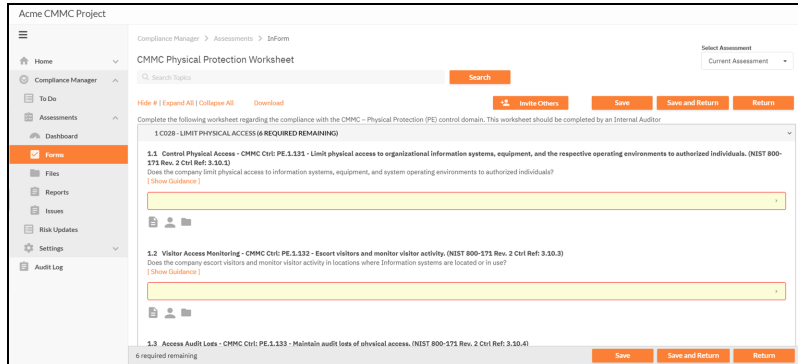 Acme CMMC Project
Home
Compliance Manager
To Do
Assessments
Dashboard
Forms
Files
Reports
Issues
Risk Updates
Settings
Audit Log
Compliance Manager > Assessments > InForm
Select Assessment
CMMC Physical Protection Worksheet
Current Assessment
Search Topics
Search
Hide # | Expand All | Collapse All Download
Invite Others
Save
Save and Return
Return
Complete the following worksheet regarding the compliance with the CMMC – Physical Protection (PE) control domain. This worksheet should be completed by an Internal Auditor
1 C028 - LIMIT PHYSICAL ACCESS (6 REQUIRED REMAINING)
1.1 Control Physical Access - CMMC Ctrl: PE.1.131 - Limit physical access to organizational information systems, equipment, and the respective operating environments to authorized individuals. (NIST 800-
171 Rev. 2 Ctrl Ref: 3.10.1)
Does the company limit physical access to information systems, equipment, and system operating environments to authorized individuals?
[ Show Guidance ]
1.2 Visitor Access Monitoring - CMMC Ctrl: PE.1.132 - Escort visitors and monitor visitor activity. (NIST 800-171 Rev. 2 Ctrl Ref: 3.10.3)
Does the company escort visitors and monitor visitor activity in locations where Information systems are located or in use?
[ Show Guidance ]
1.3 Access Audit Logs - CMMC Ctrl: PE.1.133 - Maintain audit logs of physical access. (NIST 800-171 Rev. 2 Ctrl Ref: 3.10.4)
6 required remaining
Save
Save and Return
Return